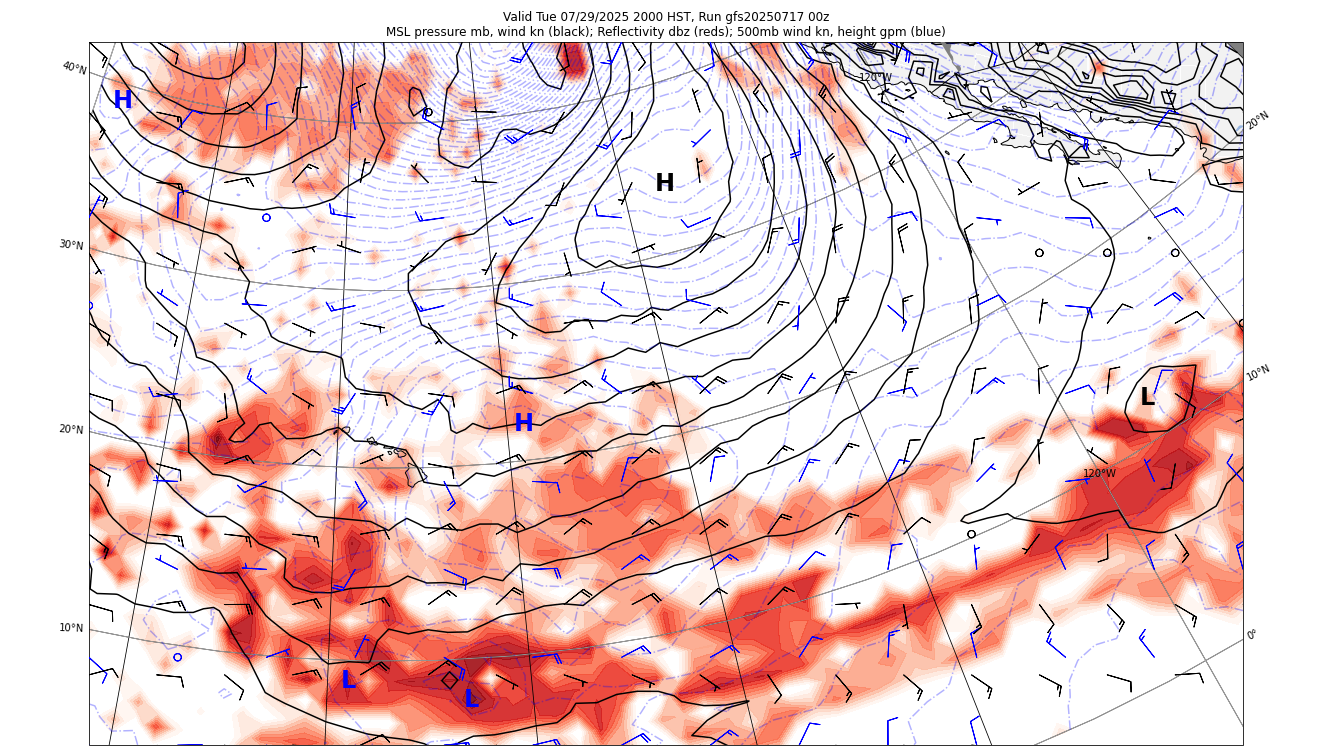 Valid Tue 07/29/2025 2000 HST, Run gfs20250717 00z
MSL pressure mb, wind kn (black); Reflectivity dbz (reds); 500mb wind kn, height gpm (blue)
40°N
120°W
H
20°N
H
30°N
10°N
L
20°N
H
120°W
10°N
0°
L
L